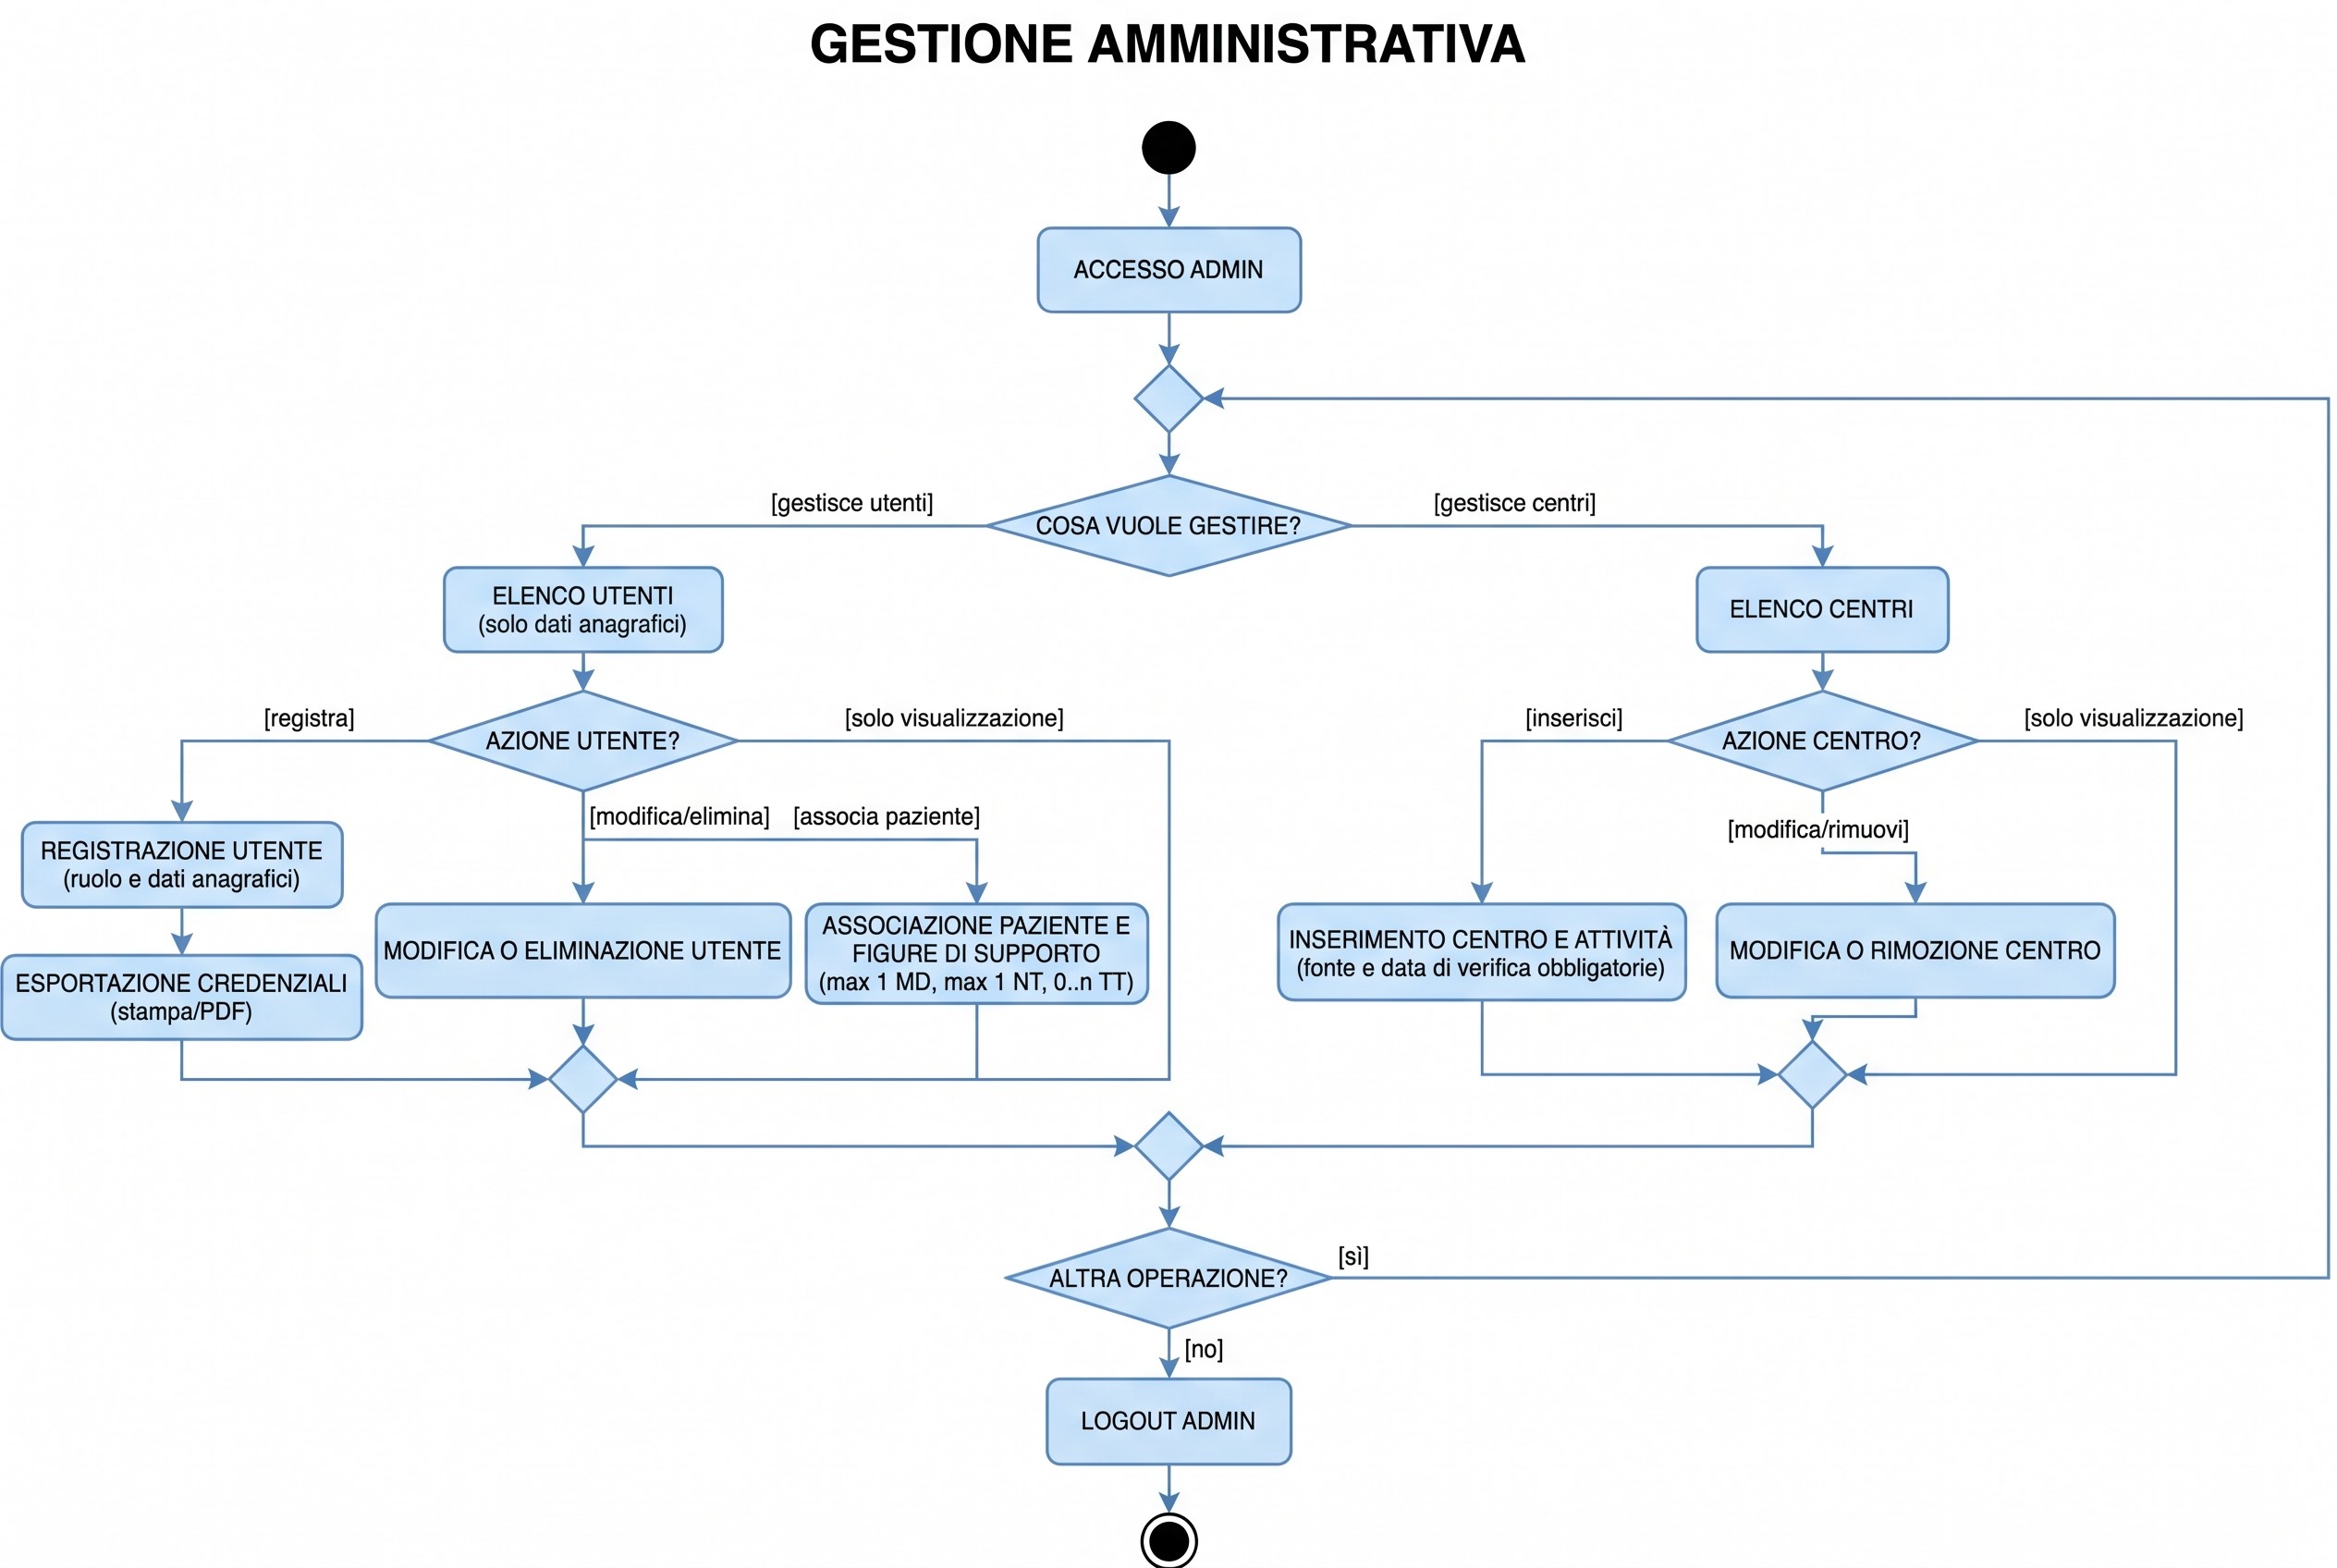 GESTIONE AMMINISTRATIVA
ACCESSO ADMIN
[gestisce utenti]
[gestisce centri]
COSA VUOLE GESTIRE?
ELENCO UTENTI
(solo dati anagrafici)
ELENCO CENTRI
[registra]
[solo visualizzazione]
[inserisci]
[solo visualizzazione]
AZIONE UTENTE?
AZIONE CENTRO?
[modifica/elimina]
[associa paziente]
[modifica/rimuovi]
REGISTRAZIONE UTENTE
(ruolo e dati anagrafici)
MODIFICA O ELIMINAZIONE UTENTE
ASSOCIAZIONE PAZIENTE E
FIGURE DI SUPPORTO
(max 1 MD, max 1 NT, 0..n TT)
INSERIMENTO CENTRO E ATTIVITÀ
(fonte e data di verifica obbligatorie)
MODIFICA O RIMOZIONE CENTRO
ESPORTAZIONE CREDENZIALI
(stampa/PDF)
[sì]
ALTRA OPERAZIONE?
[no]
LOGOUT ADMIN